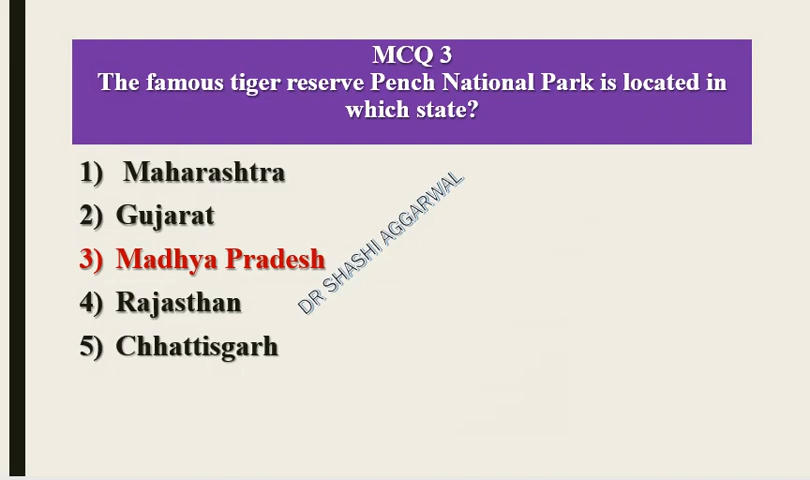 MCQ 3
The famous tiger reserve Pench National Park is located in
which state?
1) Maharashtra
2) Gujarat
3) Madhya Pradesh
4) Rajasthan
5) Chhattisgarh
DR SHASHI AGGARWAL